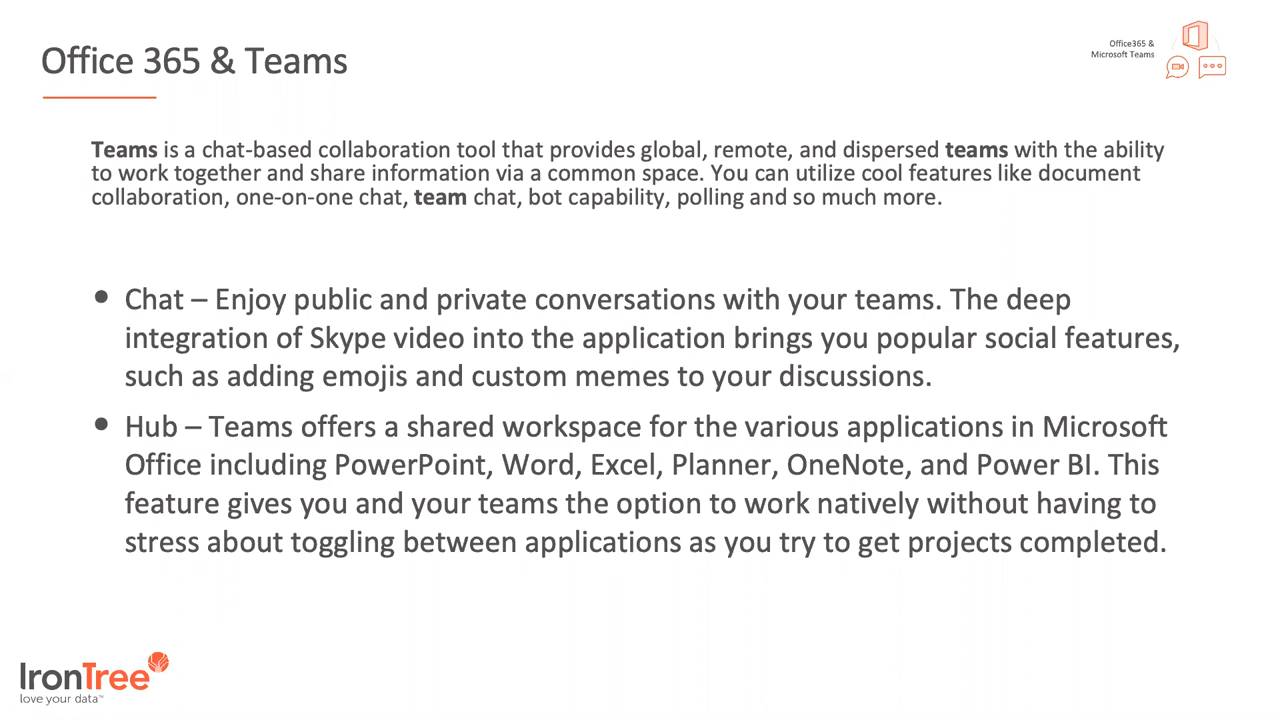 Office 365 & Teams
Office365 &
Microsoft Teams
Teams is a chat-based collaboration tool that provides global, remote, and dispersed teams with the ability
to work together and share information via a common space. You can utilize cool features like document
collaboration, one-on-one chat, team chat, bot capability, polling and so much more.
• Chat – Enjoy public and private conversations with your teams. The deep
integration of Skype video into the application brings you popular social features,
such as adding emojis and custom memes to your discussions.
• Hub – Teams offers a shared workspace for the various applications in Microsoft
Office including PowerPoint, Word, Excel, Planner, OneNote, and Power BI. This
feature gives you and your teams the option to work natively without having to
stress about toggling between applications as you try to get projects completed.
IronTree
love your data™